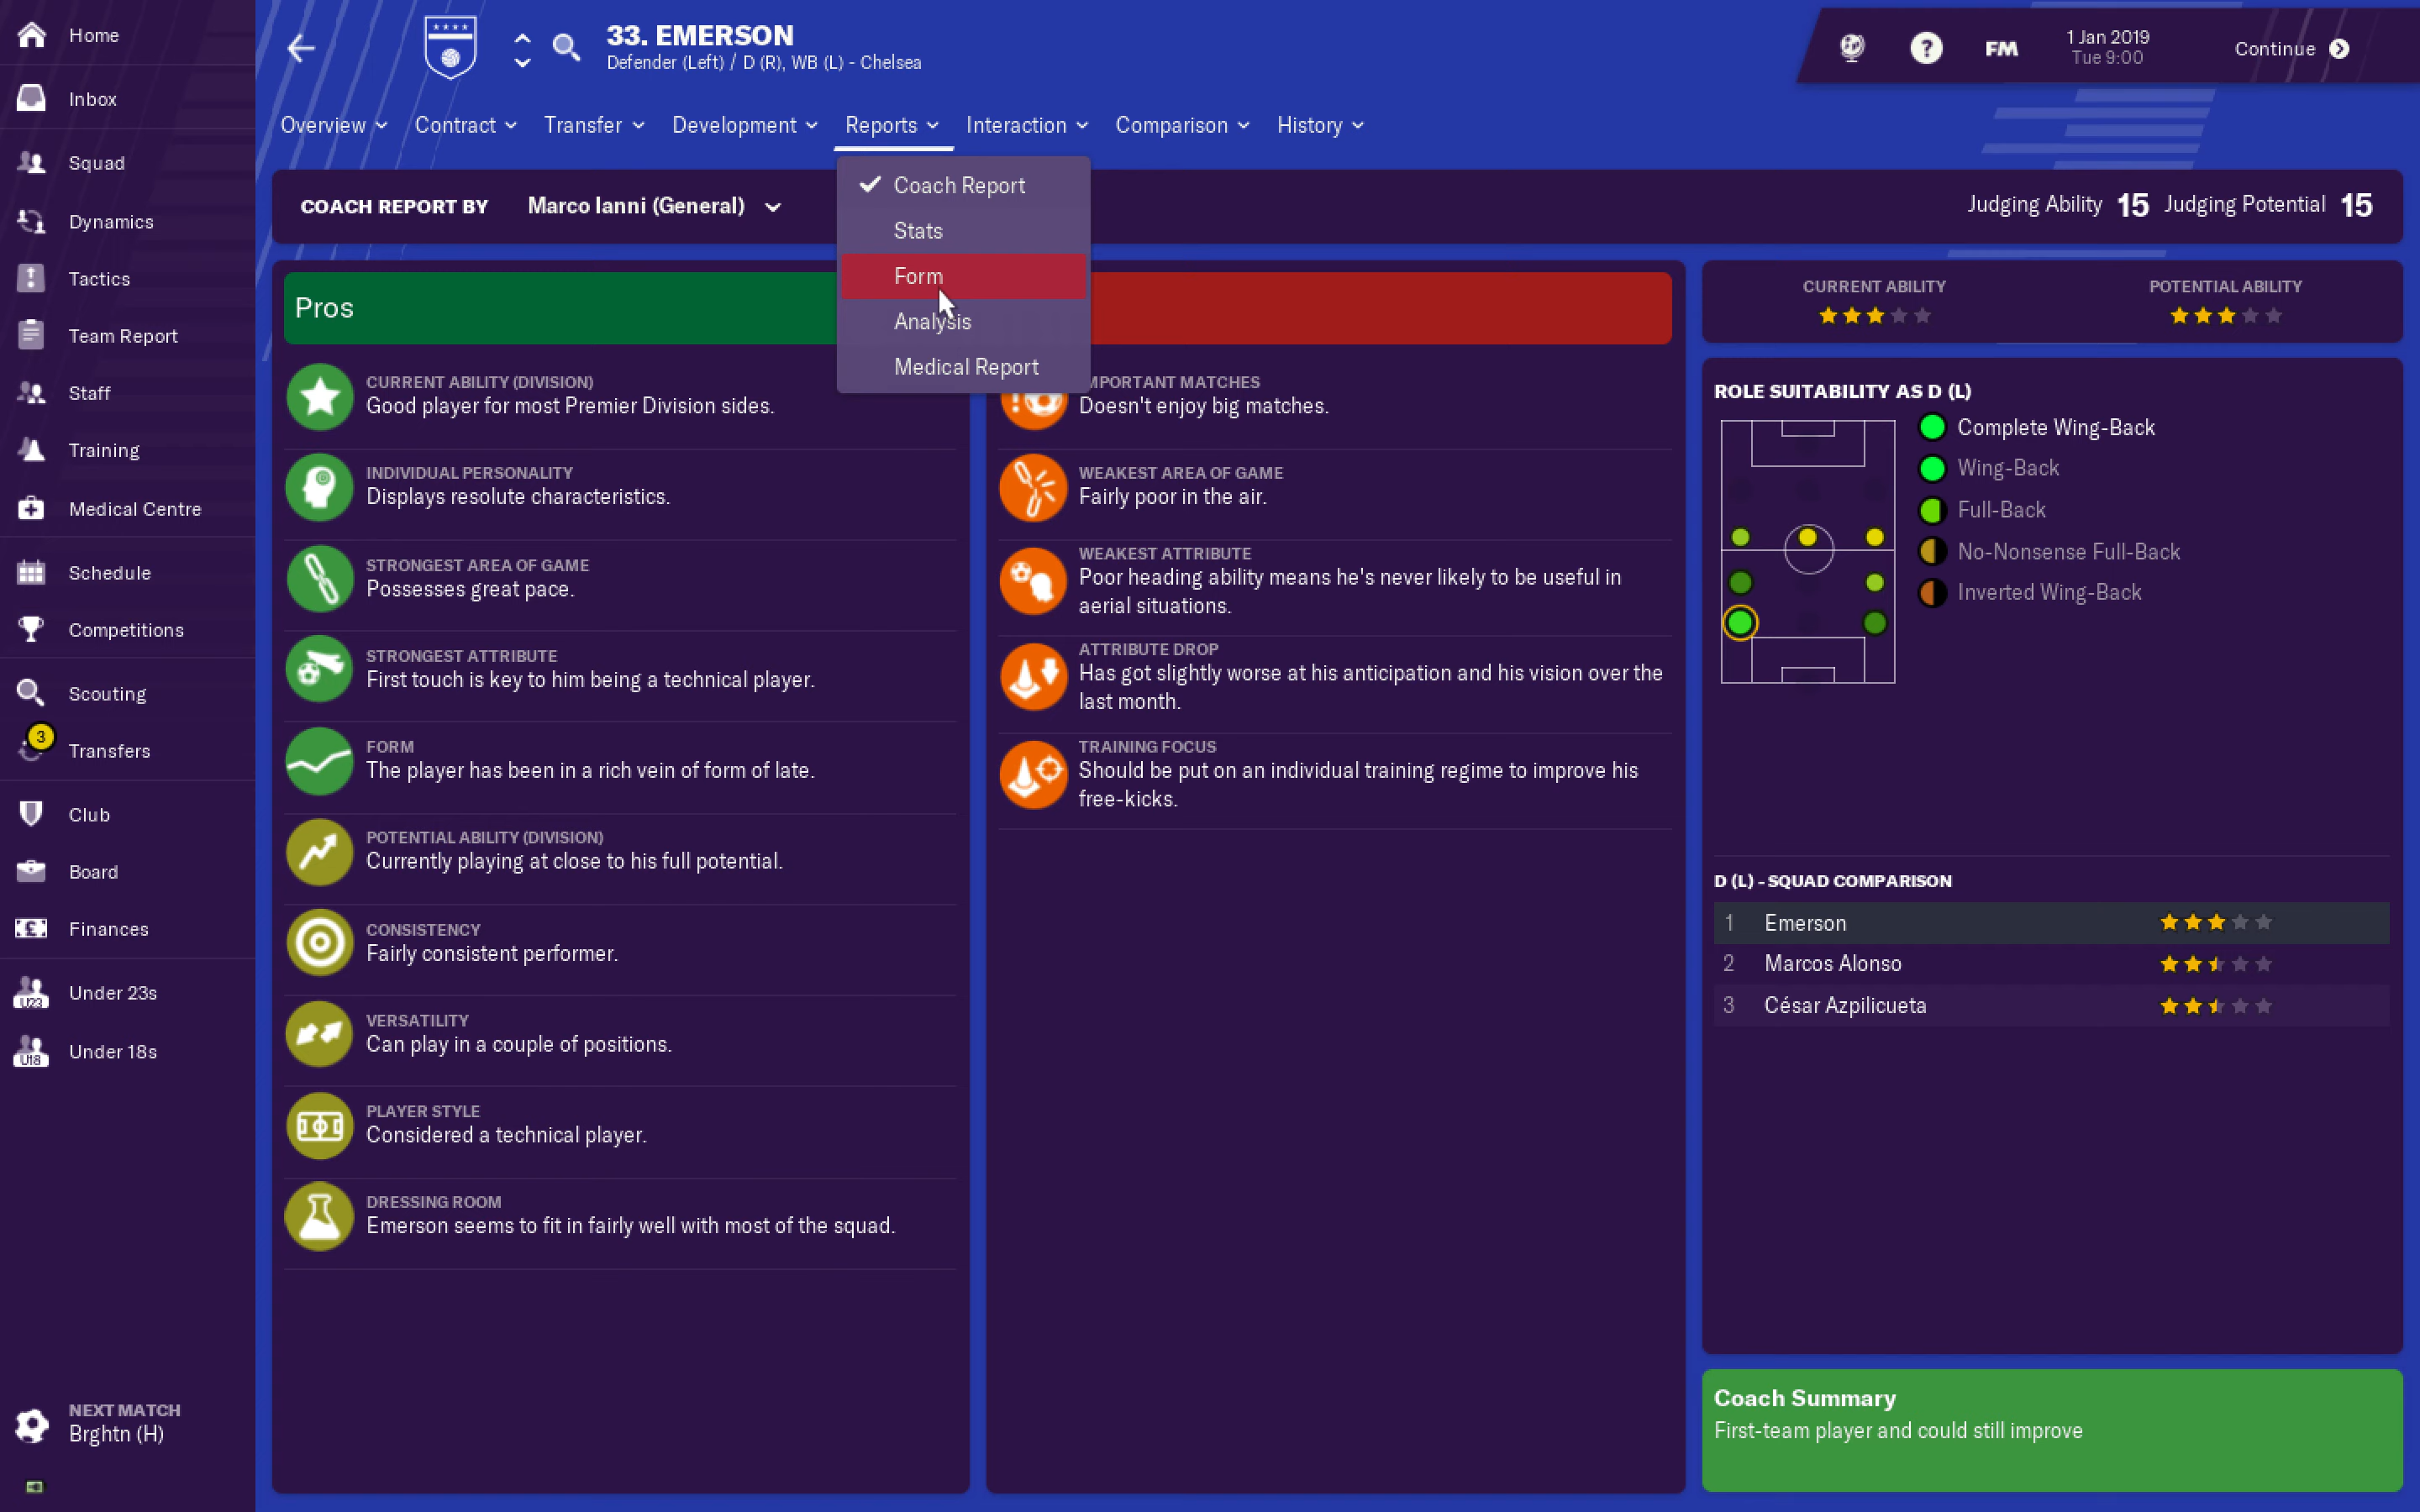 Home
Inbox
Squad
Dynamics
Tactics
Team Report
Staff
Training
Medical Centre
Schedule
Competitions
Scouting
3
Transfers
Club
Board
Finances
U23
Under 23s
U18
Under 18s
NEXT MATCH
Brghtn (H)
33. EMERSON
Defender (Left) / D (R), WB (L) - Chelsea
?
FM
1 Jan 2019
Tue 9:00
Continue
Overview
Contract
Transfer
Development
Reports
Interaction
Comparison
History
Coach Report
Stats
Form
Analysis
Medical Report
COACH REPORT BY
Marco Ianni (General)
Judging Ability 15 Judging Potential 15
Pros
CURRENT ABILITY (DIVISION)
Good player for most Premier Division sides.
INDIVIDUAL PERSONALITY
Displays resolute characteristics.
STRONGEST AREA OF GAME
Possesses great pace.
STRONGEST ATTRIBUTE
First touch is key to him being a technical player.
FORM
The player has been in a rich vein of form of late.
POTENTIAL ABILITY (DIVISION)
Currently playing at close to his full potential.
CONSISTENCY
Fairly consistent performer.
VERSATILITY
Can play in a couple of positions.
PLAYER STYLE
Considered a technical player.
DRESSING ROOM
Emerson seems to fit in fairly well with most of the squad.
MPORTANT MATCHES
Doesn't enjoy big matches.
WEAKEST AREA OF GAME
Fairly poor in the air.
WEAKEST ATTRIBUTE
Poor heading ability means he's never likely to be useful in
aerial situations.
ATTRIBUTE DROP
Has got slightly worse at his anticipation and his vision over the
last month.
TRAINING FOCUS
Should be put on an individual training regime to improve his
free-kicks.
CURRENT ABILITY
POTENTIAL ABILITY
ROLE SUITABILITY AS D (L)
Complete Wing-Back
Wing-Back
Full-Back
No-Nonsense Full-Back
Inverted Wing-Back
D (L) - SQUAD COMPARISON
1 Emerson
2 Marcos Alonso
3 César Azpilicueta
Coach Summary
First-team player and could still improve